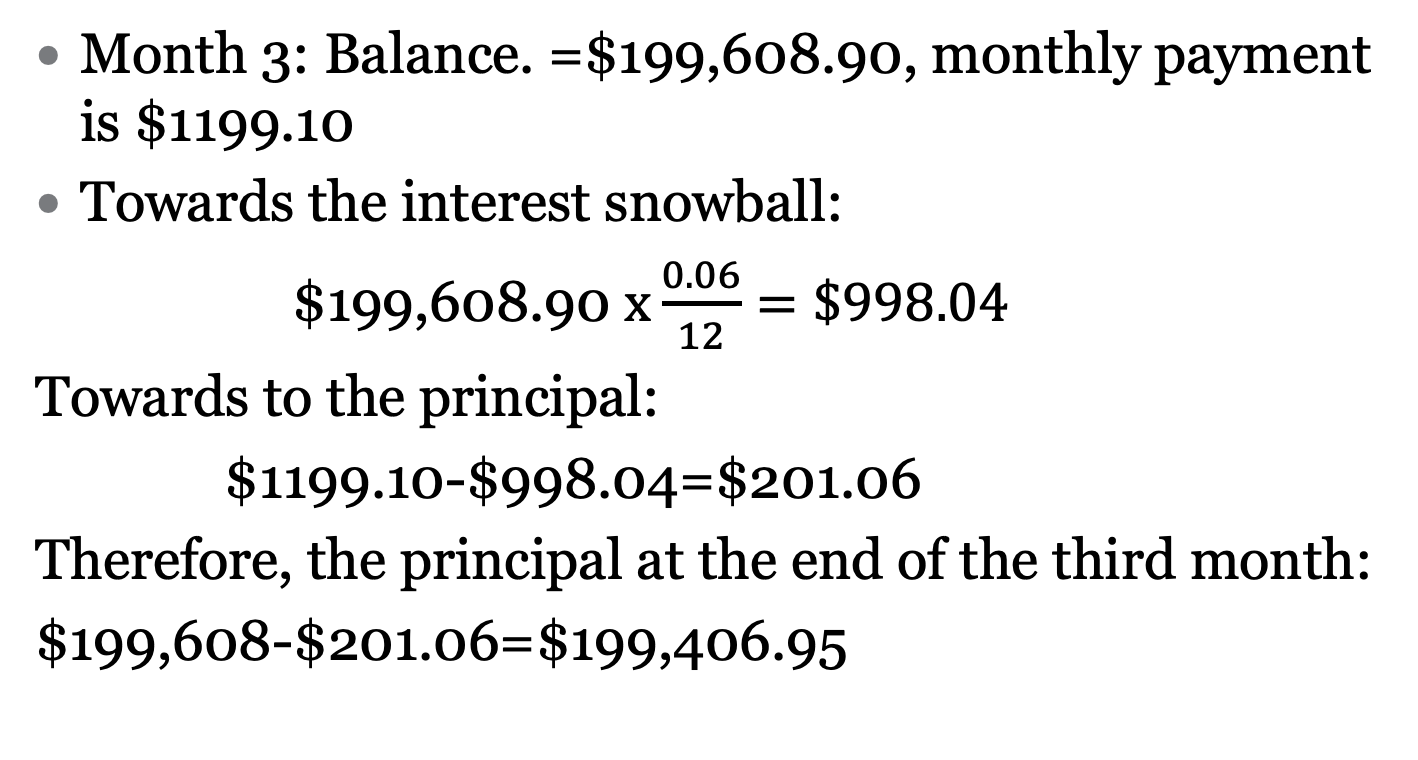 • Month 3: Balance. =$199,608.90, monthly payment
is $1199.10
• Towards the interest snowball:
$199,608.90 x 0.06/12 = $998.04
Towards to the principal:
$1199.10-$998.04=$201.06
Therefore, the principal at the end of the third month:
$199,608-$201.06=$199,406.95